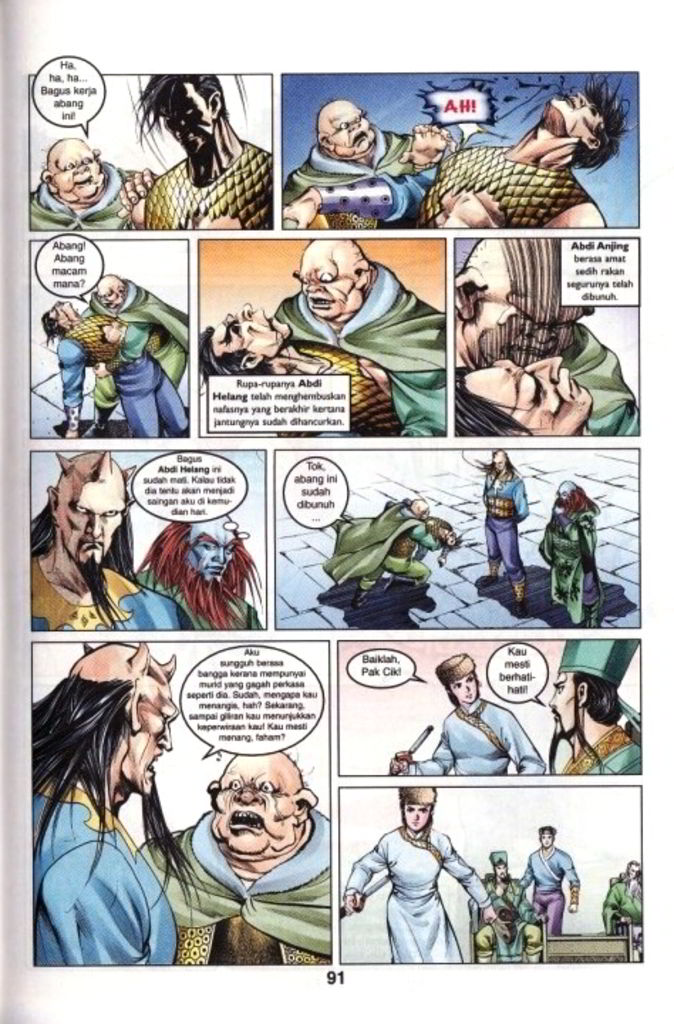 Ha,
ha, ha...
Bagus kerja
abang
ini!
AH!
Abang!
Abang
macam
mana?
Rupa-rupanya Abdi
Helang telah menghembuskan
nafasnya yang berakhir kertana
jantungnya sudah dihancurkan.
Abdi Anjing
berasa amat
sedih rakan
segurunya telah
dibunuh.
Bagus
Abdi Helang ini
sudah mati. Kalau tidak
dia tentu akan menjadi
saingan aku di kemu-
dian hari.
Tok,
abang ini
sudah
dibunuh
...
Aku
sungguh berasa
bangga kerana mempunyai
murid yang gagah perkasa
seperti dia. Sudah, mengapa kau
menangis, hah? Sekarang,
sampai giliran kau menunjukkan
keperwiraan kau! Kau mesti
menang, faham?
Baiklah,
Pak Cik!
Kau
mesti
berhati-
hati!
91